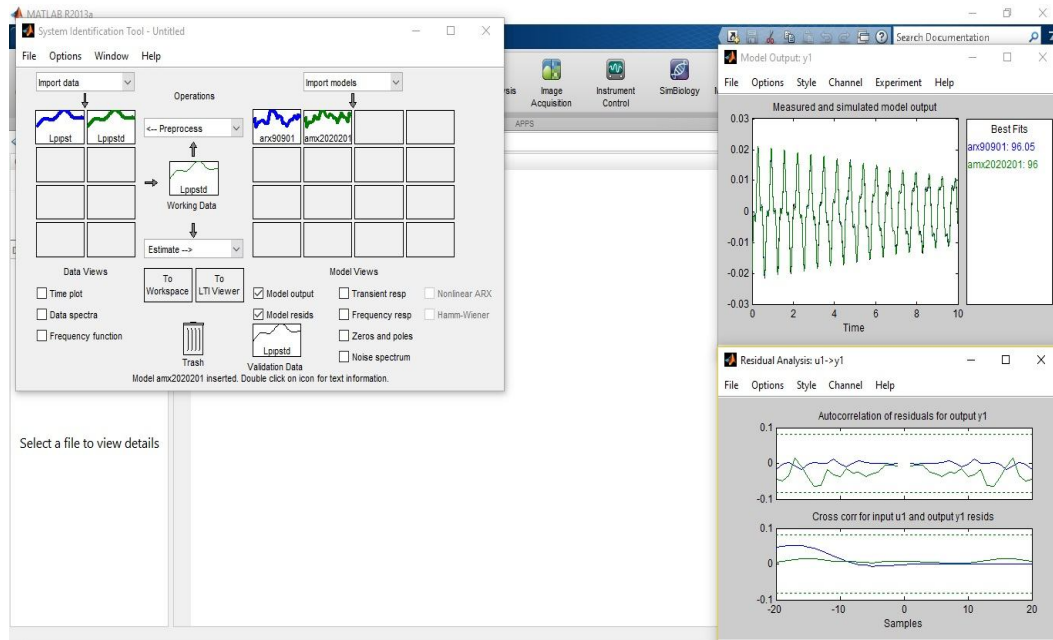 MATLAB R2013a
System Identification Tool - Untitled
File Options Window Help
Import data
Operations
Import models
<-- Preprocess
Lppst
Lppstd
arx90901
amx2020201
Lppstd
Working Data
Estimate -->
Data Views
To Workspace
To LTI Viewer
Model Views
Time plot
Data spectra
Frequency function
Model output
Model resids
Transient resp
Frequency resp
Zeros and poles
Noise spectrum
Nonlinear ARX
Hamm-Wiener
Trash
Lppstd
Validation Data
Model amx2020201 inserted. Double click on icon for text information.
Select a file to view details
Image Acquisition
Instrument Control
SimBiology
APPS
Search Documentation
Model Output: y1
File Options Style Channel Experiment Help
Measured and simulated model output
0.03
0.02
0.01
0
-0.01
-0.02
-0.03
0 2 4 6 8 10
Time
Best Fits
arx90901: 96.05
amx2020201: 96
Residual Analysis: u1->y1
File Options Style Channel Help
Autocorrelation of residuals for output y1
0.1
0
-0.1
Cross corr for input u1 and output y1 resids
0.1
0
-0.1
-20 -10 0 10 20
Samples